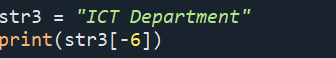 str3 = "ICT Department"
print(str3[-6])